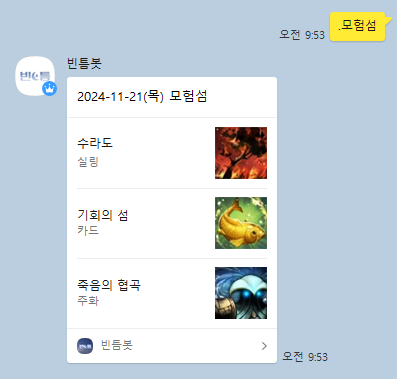 .모험섬
오전 9:53
빈틈봇
빈틈
2024-11-21(목) 모험섬
수라도
실링
기회의 섬
카드
죽음의 협곡
주화
빈틈봇
오전 9:53